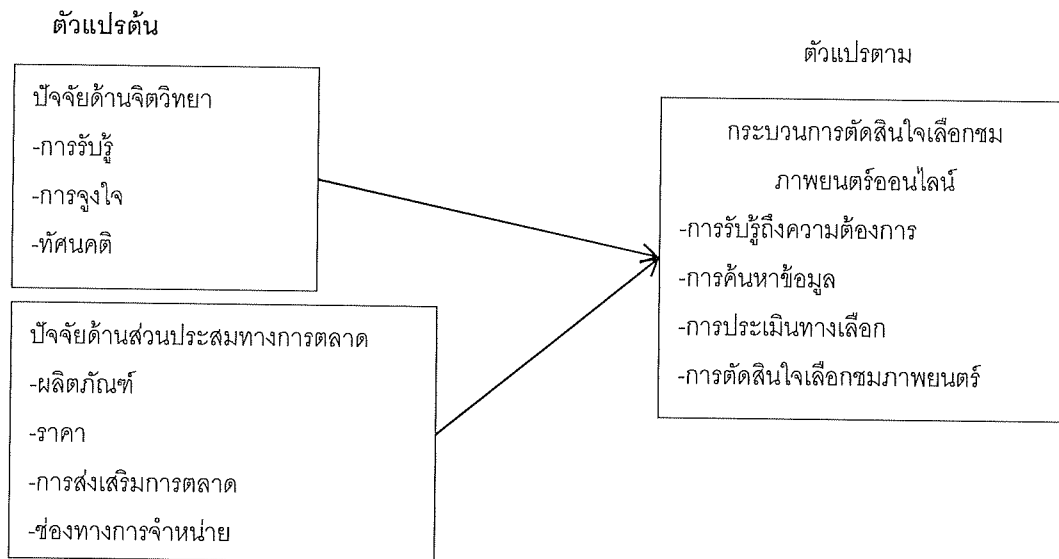 ตัวแปรต้น
ปัจจัยด้านจิตวิทยา
-การรับรู้
-การจูงใจ
-ทัศนคติ
ปัจจัยด้านส่วนประสมทางการตลาด
-ผลิตภัณฑ์
-ราคา
-การส่งเสริมการตลาด
-ช่องทางการจำหน่าย
ตัวแปรตาม
กระบวนการตัดสินใจเลือกชม
ภาพยนตร์ออนไลน์
-การรับรู้ถึงความต้องการ
-การค้นหาข้อมูล
-การประเมินทางเลือก
-การตัดสินใจเลือกชมภาพยนตร์